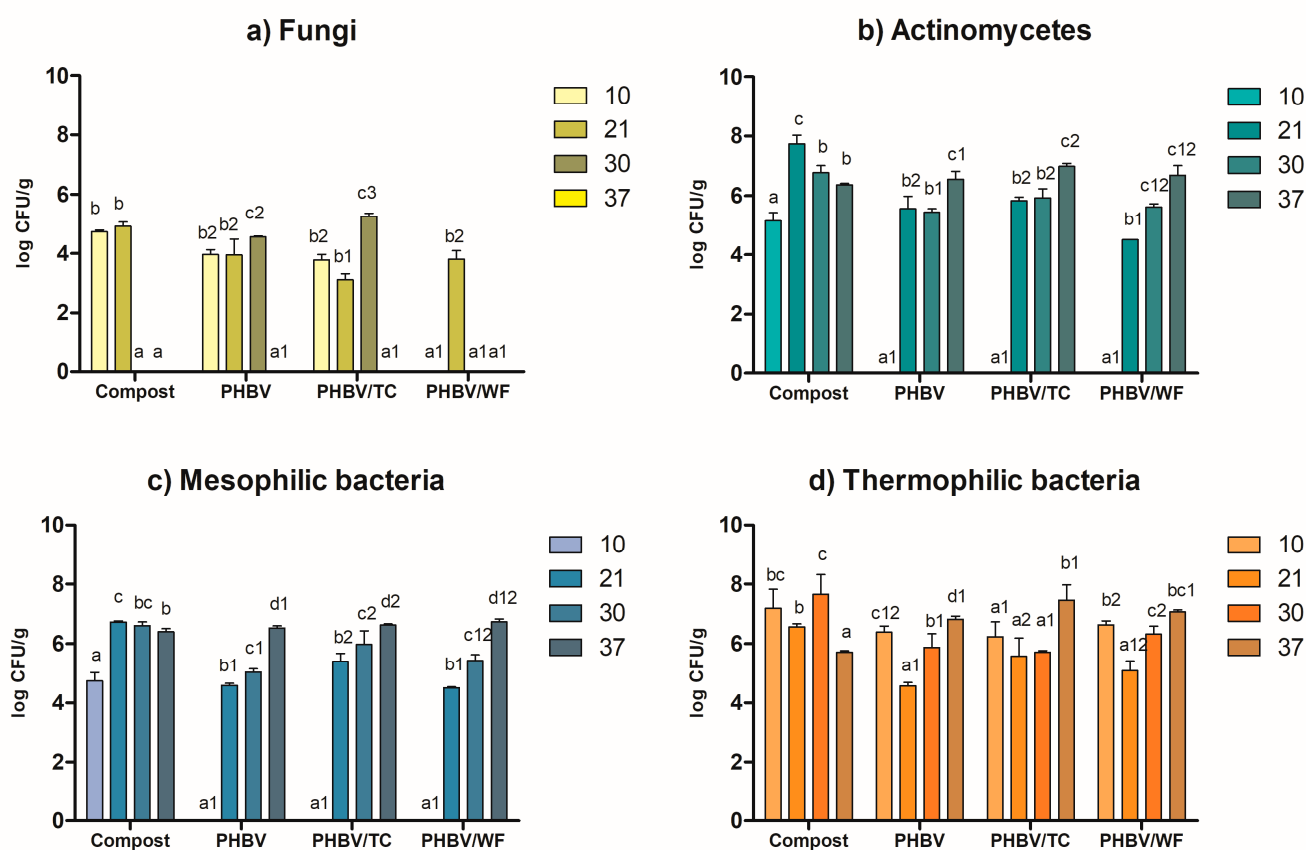 a) Fungi
10
8
6
4
2
0
log CFU/g
b b a a
b2 b2 c2 a1
b2 b1 c3 a1
a1 b2 a1a1
Compost PHBV PHBV/TC PHBV/WF
10
21
30
37
b) Actinomycetes
10
8
6
4
2
0
log CFU/g
a c b b
a1 b2 b1 c1
a1 b2 b2 c2
a1 b1 c12 c12
Compost PHBV PHBV/TC PHBV/WF
10
21
30
37
c) Mesophilic bacteria
10
8
6
4
2
0
log CFU/g
a c bc b
a1 b1 c1 d1
a1 b2 c2 d2
a1 b1 c12 d12
Compost PHBV PHBV/TC PHBV/WF
10
21
30
37
d) Thermophilic bacteria
10
8
6
4
2
0
log CFU/g
bc b c a
c12 a1 b1 d1
a1 a2 a1 b1
b2 a12 c2 bc1
Compost PHBV PHBV/TC PHBV/WF
10
21
30
37